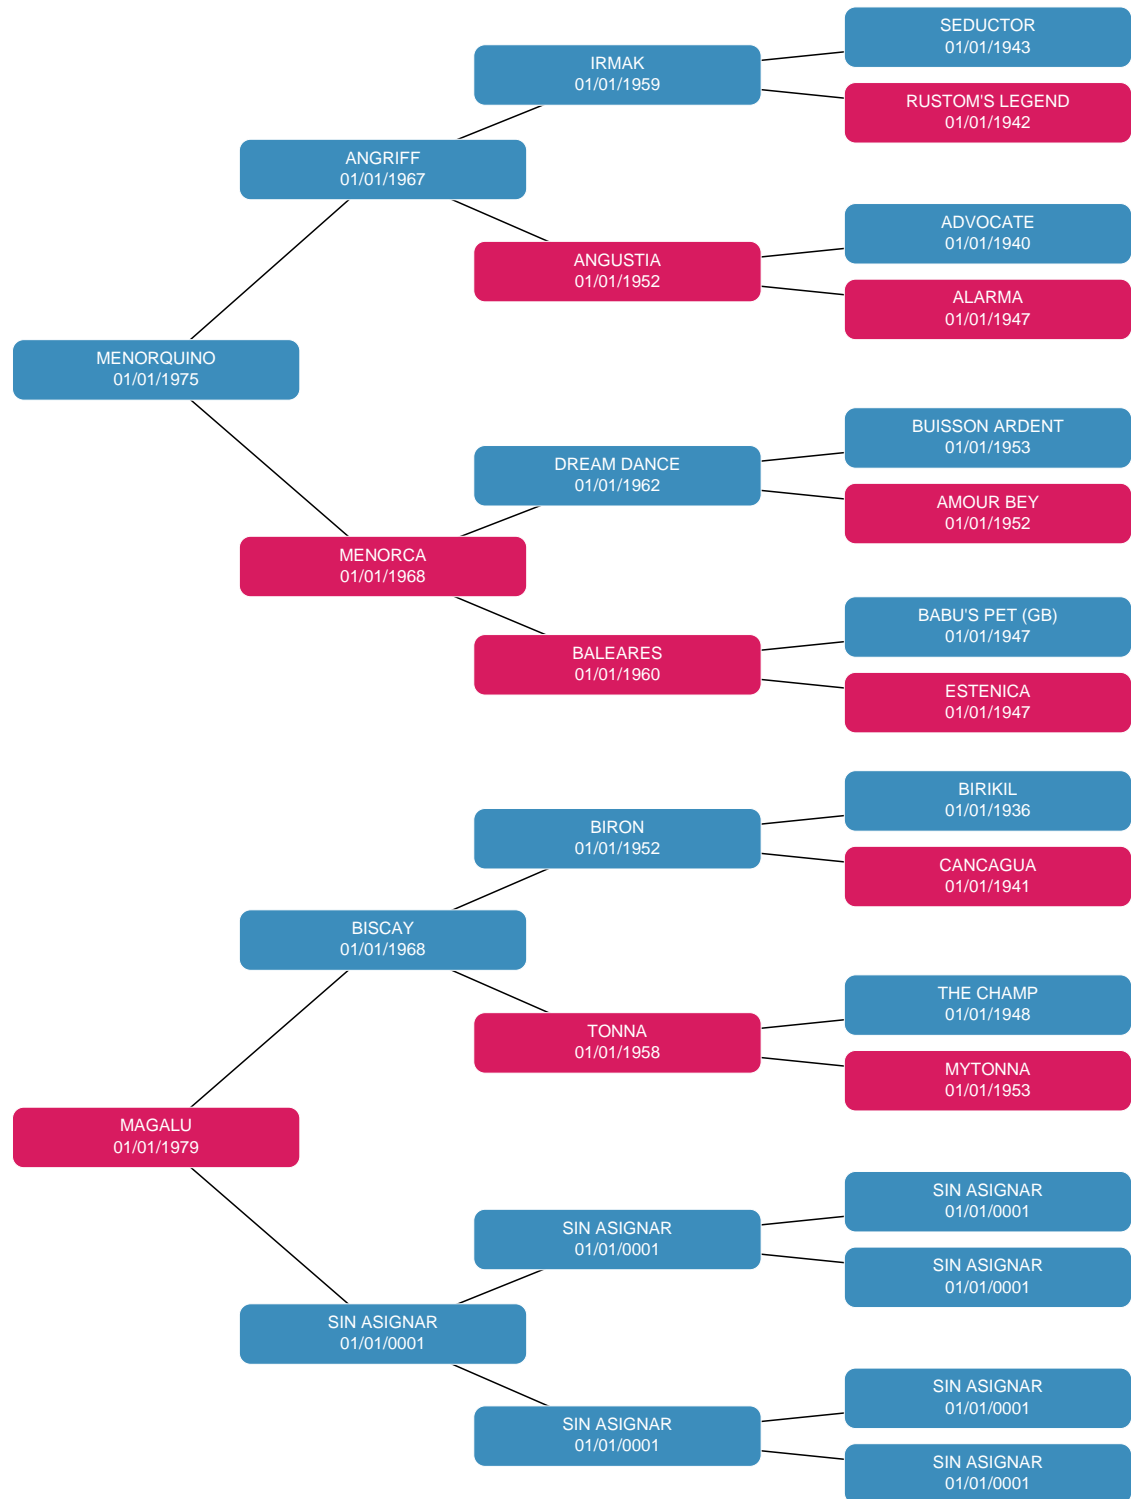 SEDUCTOR
01/01/1943
IRMAK
01/01/1959
RUSTOM'S LEGEND
01/01/1942
ANGRIFF
01/01/1967
ADVOCATE
01/01/1940
ANGUSTIA
01/01/1952
ALARMA
01/01/1947
MENORQUINO
01/01/1975
BUISSON ARDENT
01/01/1953
DREAM DANCE
01/01/1962
AMOUR BEY
01/01/1952
MENORCA
01/01/1968
BABU'S PET (GB)
01/01/1947
BALEARES
01/01/1960
ESTENICA
01/01/1947
BIRIKIL
01/01/1936
BIRON
01/01/1952
CANCAGUA
01/01/1941
BISCAY
01/01/1968
THE CHAMP
01/01/1948
TONNA
01/01/1958
MYTONNA
01/01/1953
MAGALU
01/01/1979
SIN ASIGNAR
01/01/0001
SIN ASIGNAR
01/01/0001
SIN ASIGNAR
01/01/0001
SIN ASIGNAR
01/01/0001
SIN ASIGNAR
01/01/0001
SIN ASIGNAR
01/01/0001
SIN ASIGNAR
01/01/0001